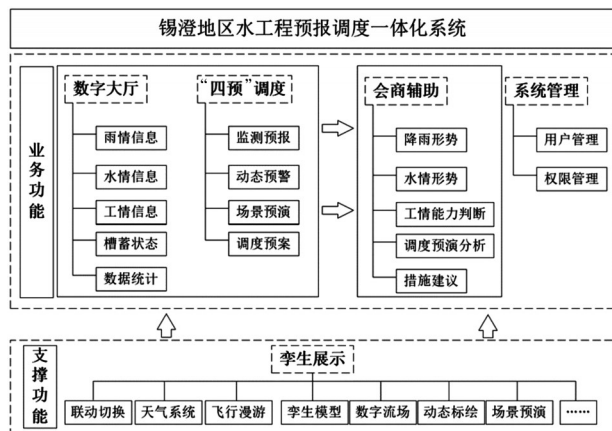 锡澄地区水工程预报调度一体化系统
业务功能
数字大厅
雨情信息
水情信息
工情信息
槽蓄状态
数据统计
“四预”调度
监测预报
动态预警
场景预演
调度预案
会商辅助
降雨形势
水情形势
工情能力判断
调度预演分析
措施建议
系统管理
用户管理
权限管理
支撑功能
孪生展示
联动切换
天气系统
飞行漫游
孪生模型
数字流场
动态标绘
场景预演
……